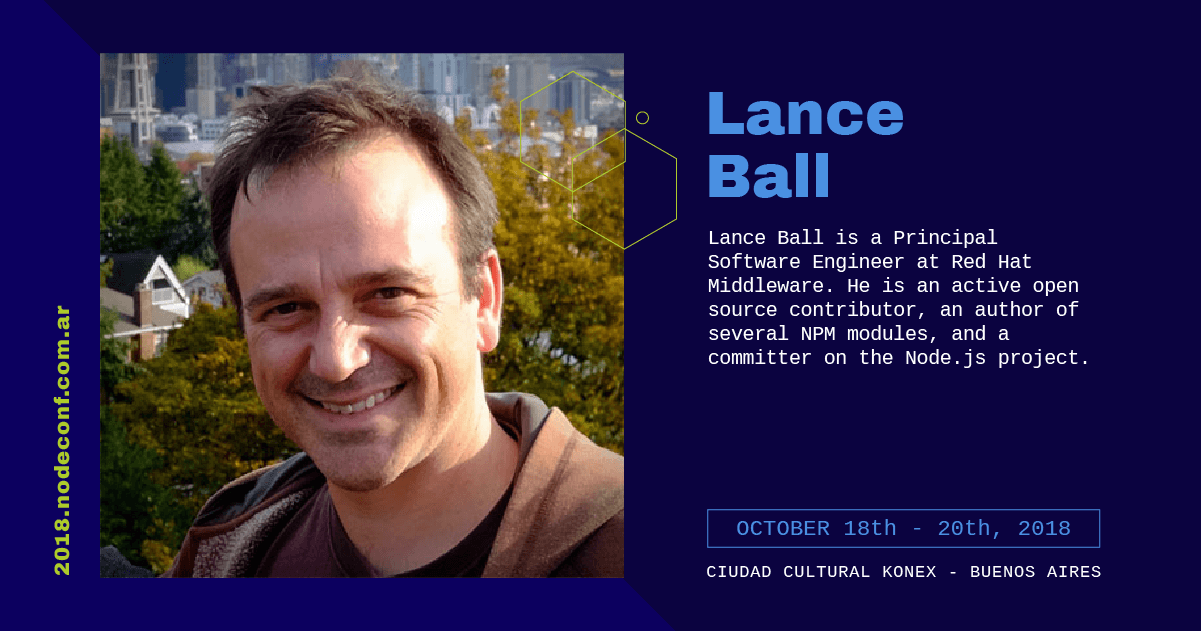 Lance
Ball
Lance Ball is a Principal
Software Engineer at Red Hat
Middleware. He is an active open
source contributor, an author of
several NPM modules, and a
committer on the Node.js project.
OCTOBER 18th - 20th, 2018
CIUDAD CULTURAL KONEX - BUENOS AIRES
2018.nodeconf.com.ar